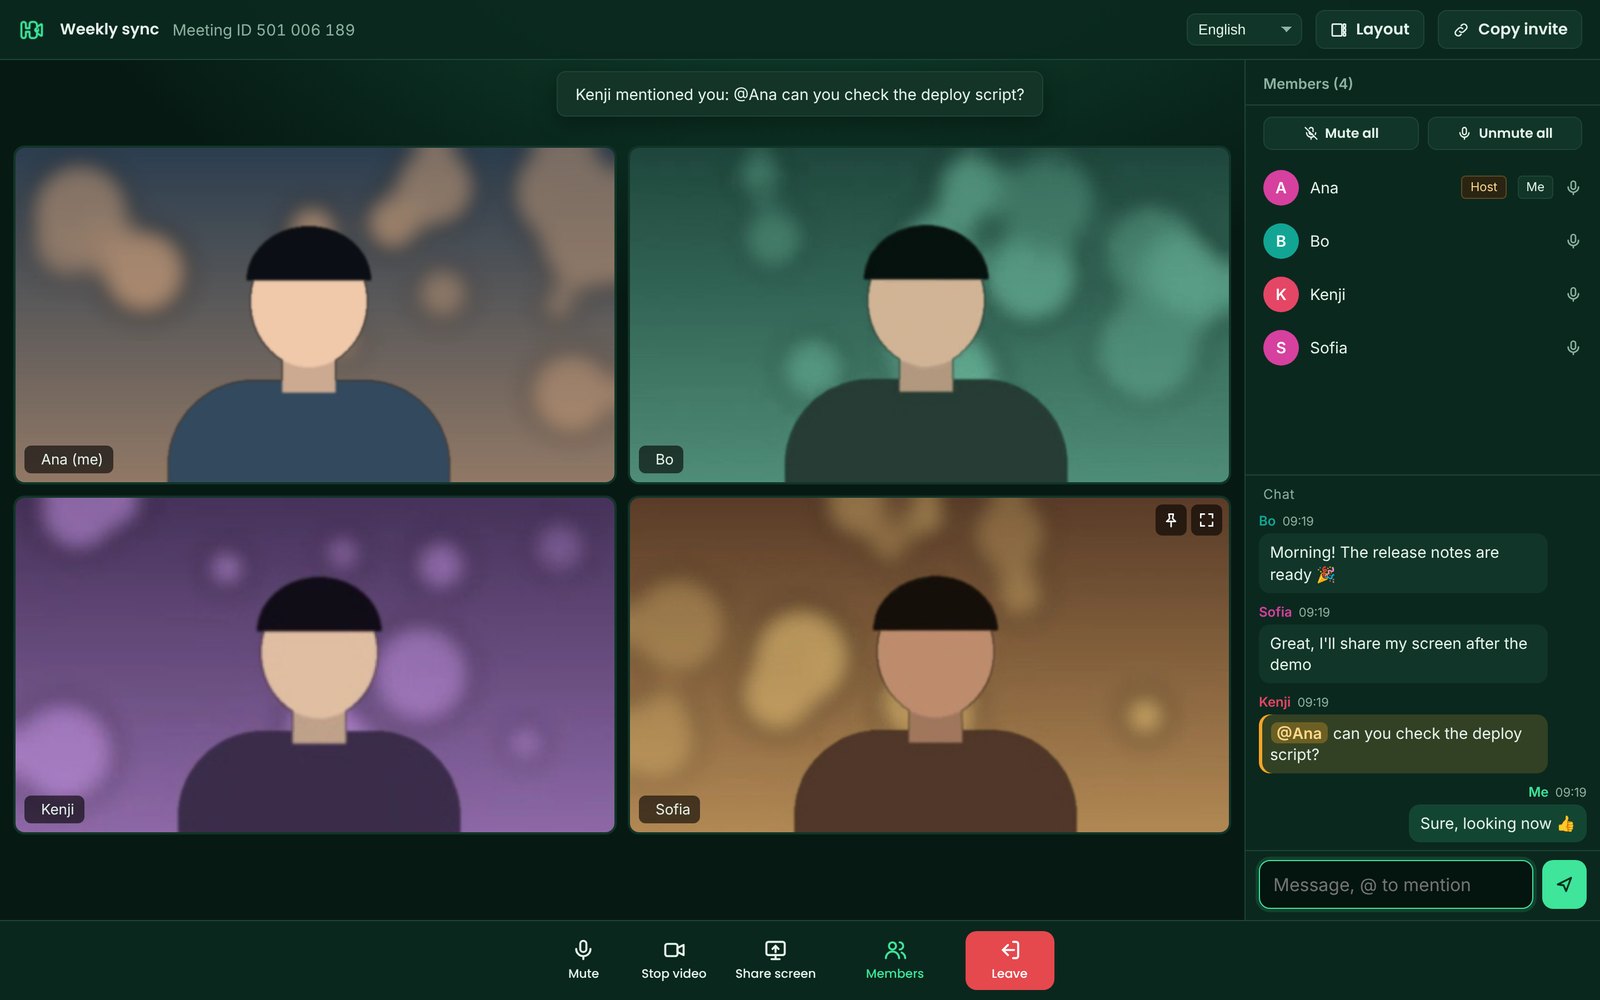 Weekly sync
Meeting ID 501 006 189
English
Layout
Copy invite
Kenji mentioned you: @Ana can you check the deploy script?
Ana (me)
Bo
Kenji
Sofia
Members (4)
Mute all
Unmute all
A
Ana
Host
Me
B
Bo
K
Kenji
S
Sofia
Chat
Bo 09:19
Morning! The release notes are
ready 🎉
Sofia 09:19
Great, I'll share my screen after the
demo
Kenji 09:19
@Ana can you check the deploy
script?
Me 09:19
Sure, looking now 👍
Message, @ to mention
Mute
Stop video
Share screen
Members
Leave